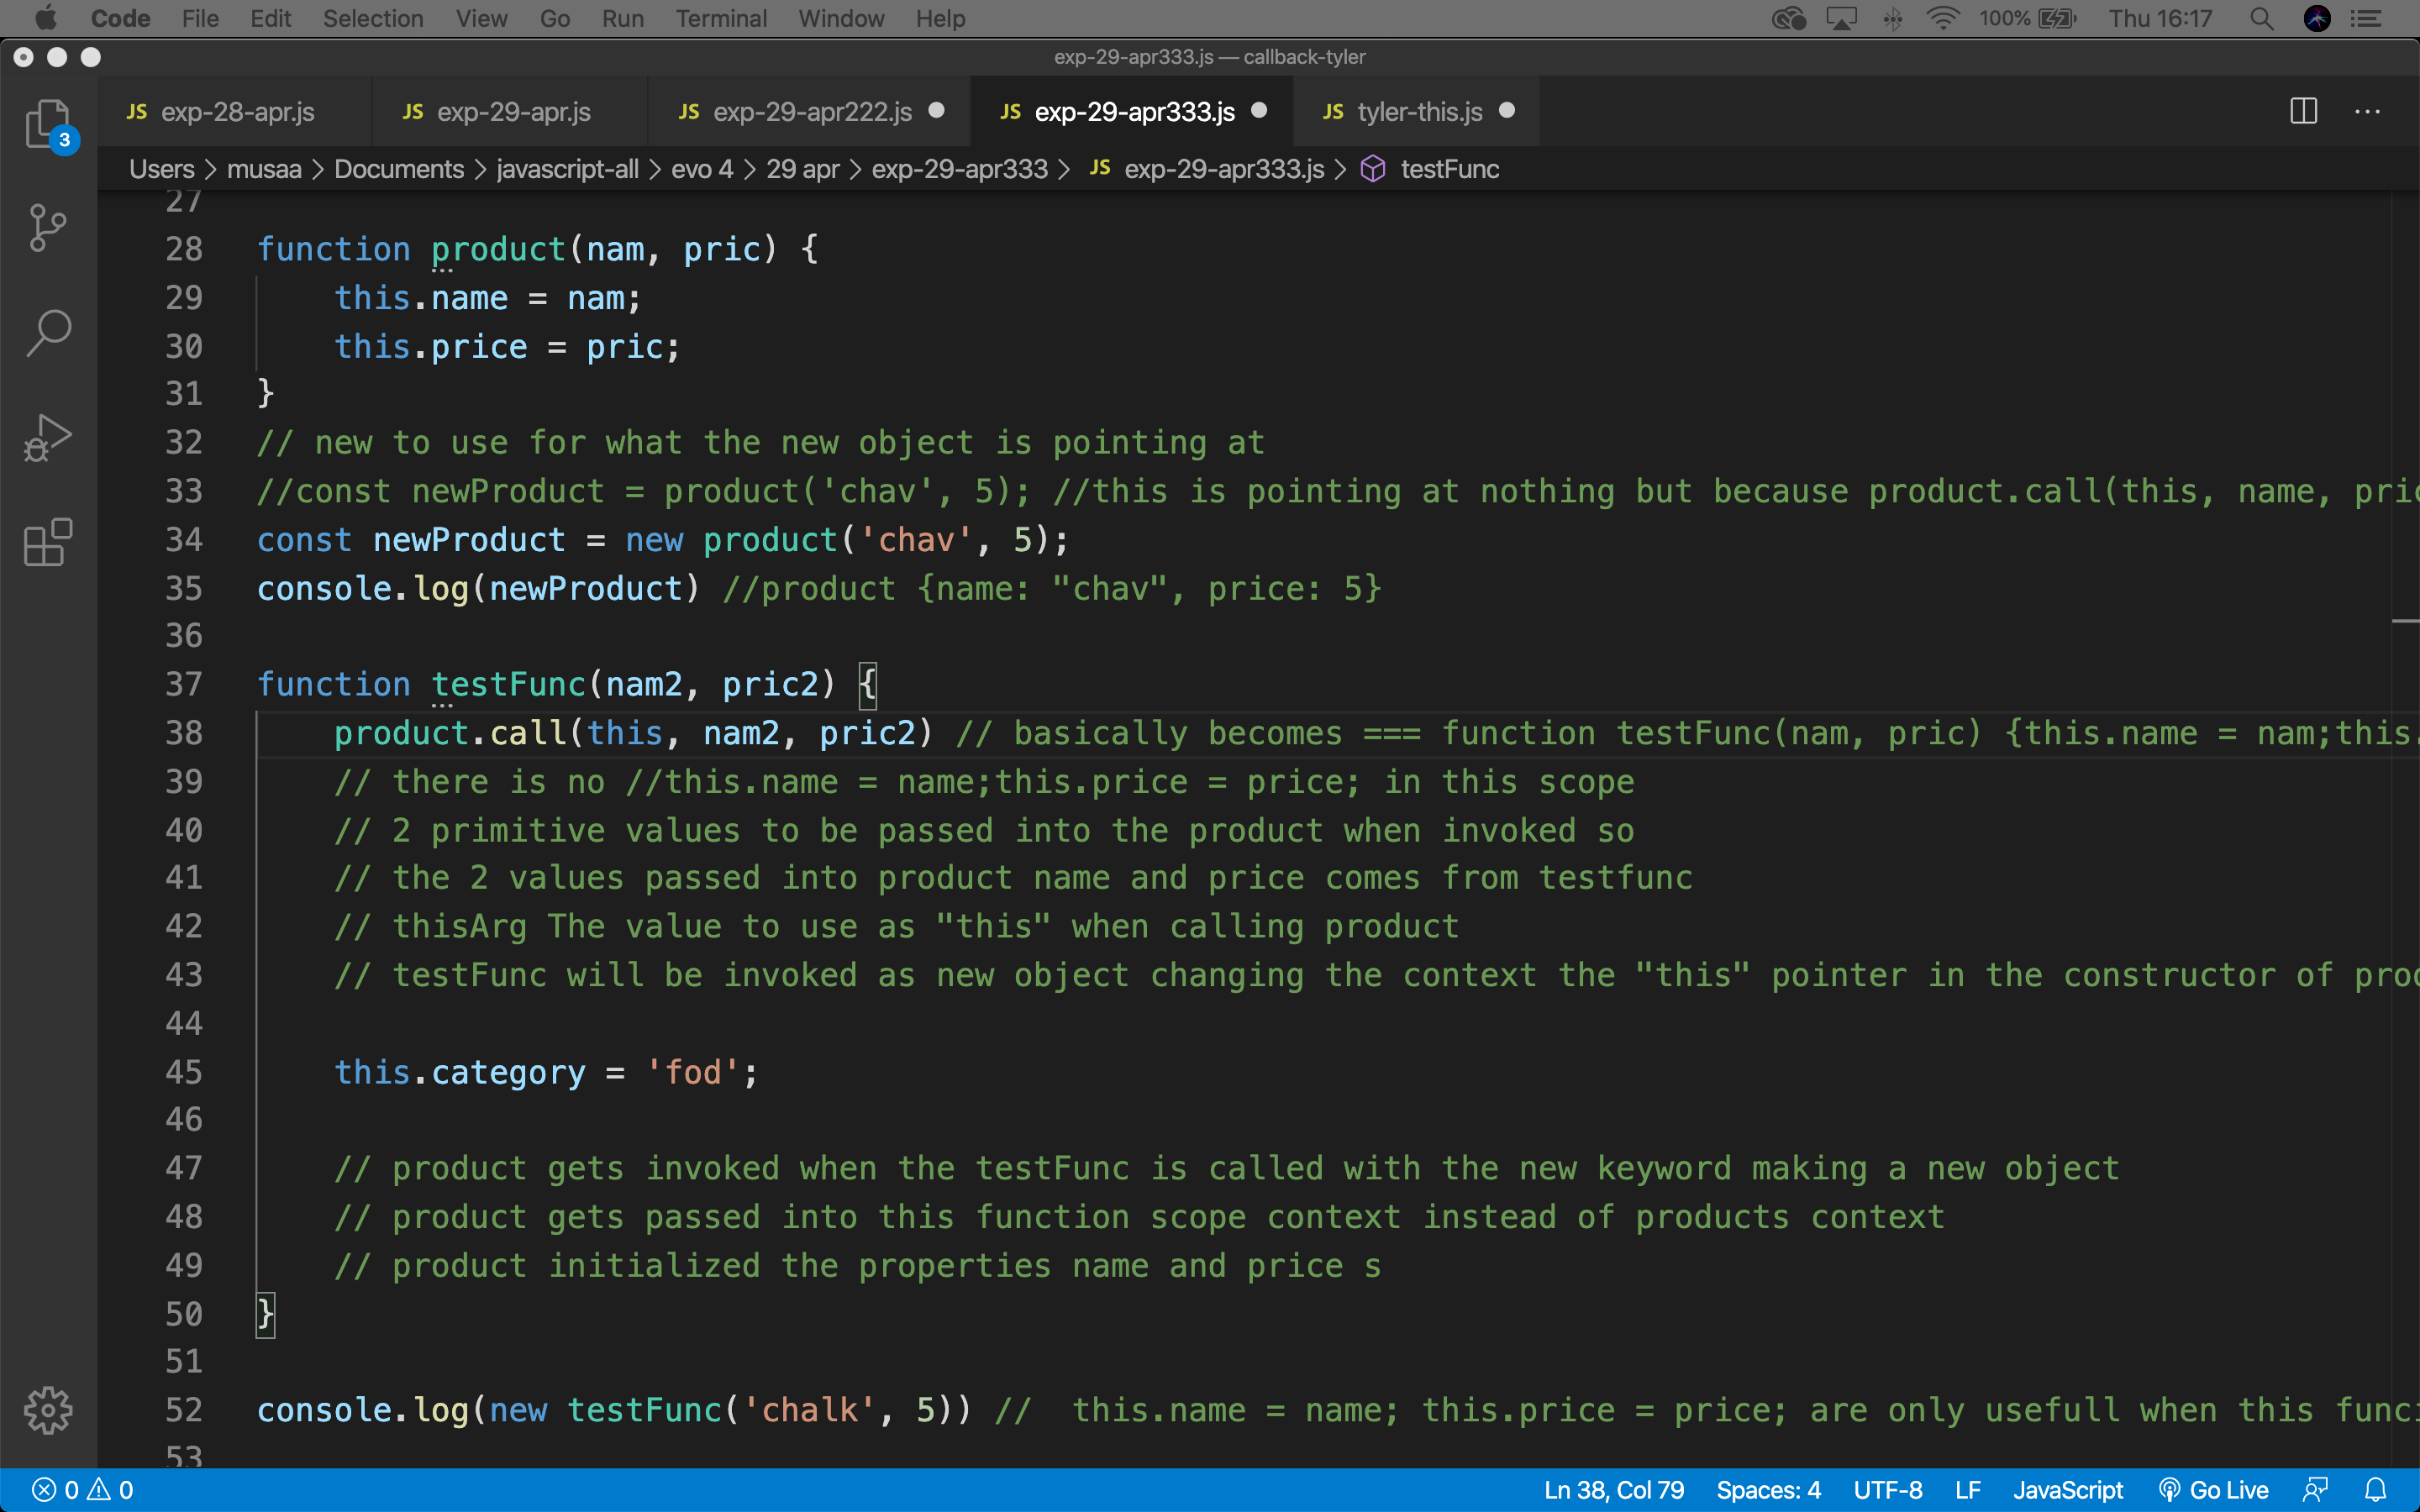 Code File Edit Selection View Go Run Terminal Window Help 100% Thu 16:17
exp-29-apr333.js — callback-tyler
JS exp-28-apr.js JS exp-29-apr.js JS exp-29-apr222.js JS exp-29-apr333.js JS tyler-this.js
3
Users > musaa > Documents > javascript-all > evo 4 > 29 apr > exp-29-apr333 > JS exp-29-apr333.js > testFunc
27
28 function product(nam, pric) {
29 this.name = nam;
30 this.price = pric;
31 }
32 // new to use for what the new object is pointing at
33 //const newProduct = product('chav', 5); //this is pointing at nothing but because product.call(this, name, pric
34 const newProduct = new product('chav', 5);
35 console.log(newProduct) //product {name: "chav", price: 5}
36
37 function testFunc(nam2, pric2) {
38 product.call(this, nam2, pric2) // basically becomes === function testFunc(nam, pric) {this.name = nam;this.
39 // there is no //this.name = name;this.price = price; in this scope
40 // 2 primitive values to be passed into the product when invoked so
41 // the 2 values passed into product name and price comes from testfunc
42 // thisArg The value to use as "this" when calling product
43 // testFunc will be invoked as new object changing the context the "this" pointer in the constructor of prod
44
45 this.category = 'fod';
46
47 // product gets invoked when the testFunc is called with the new keyword making a new object
48 // product gets passed into this function scope context instead of products context
49 // product initialized the properties name and price s
50 }
51
52 console.log(new testFunc('chalk', 5)) // this.name = name; this.price = price; are only usefull when this func
53
0 0 Ln 38, Col 79 Spaces: 4 UTF-8 LF JavaScript Go Live